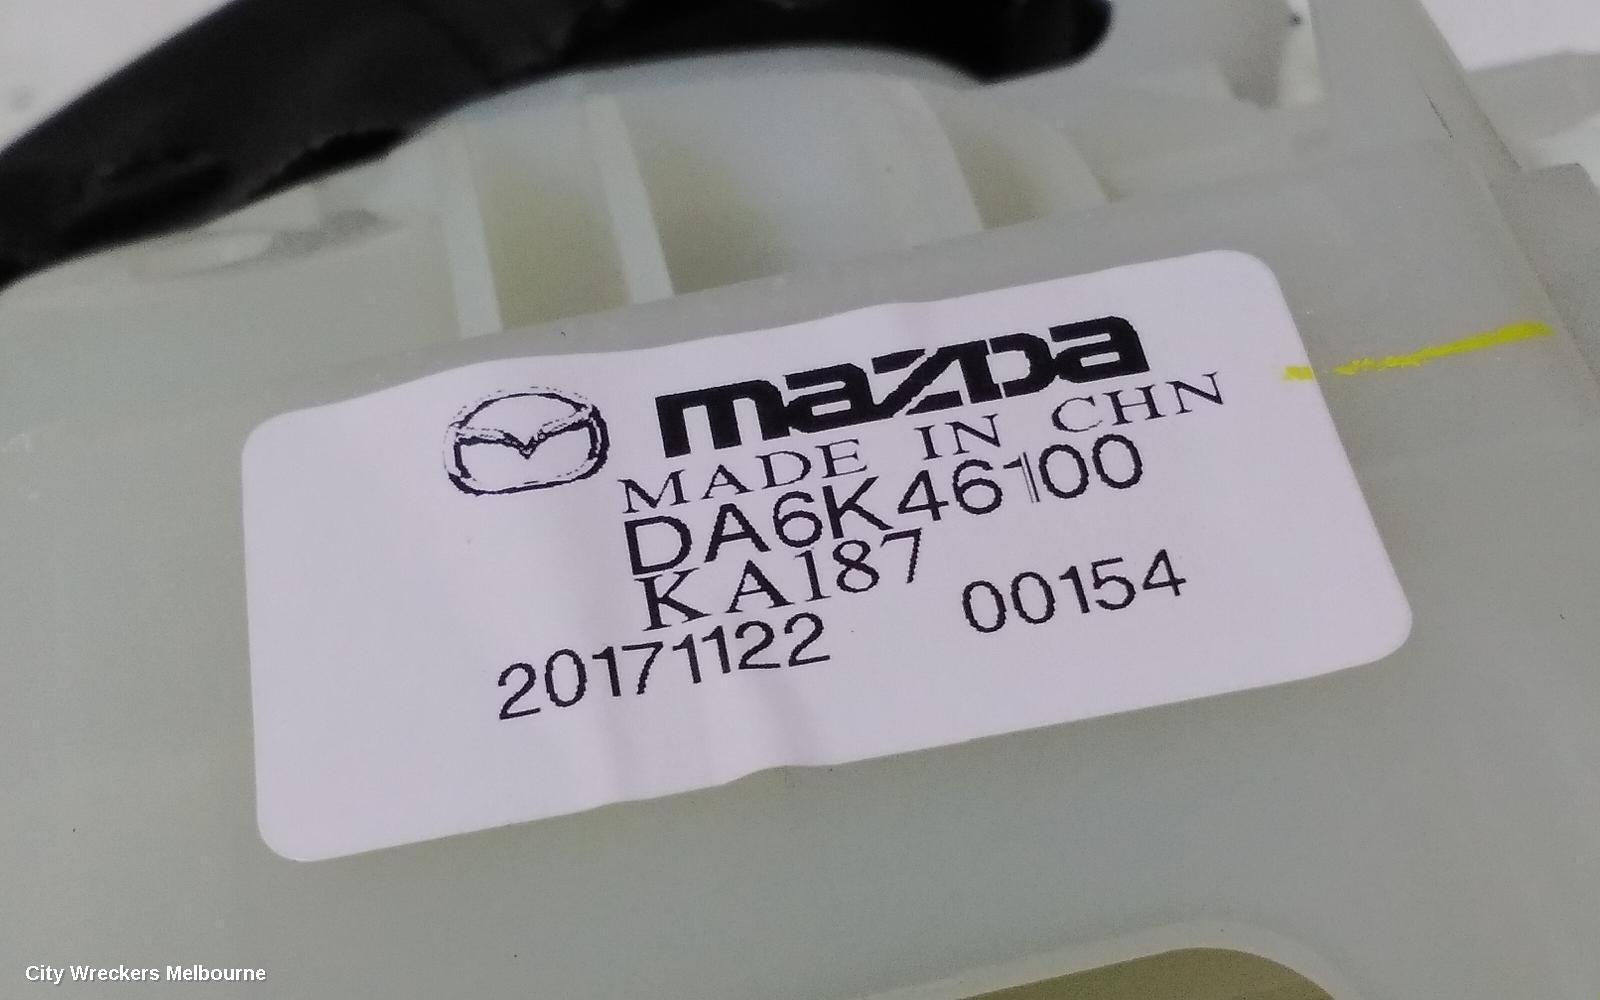 mazda
MADE IN CHN
DA6K46100
KA187
20171122 00154
City Wreckers Melbourne